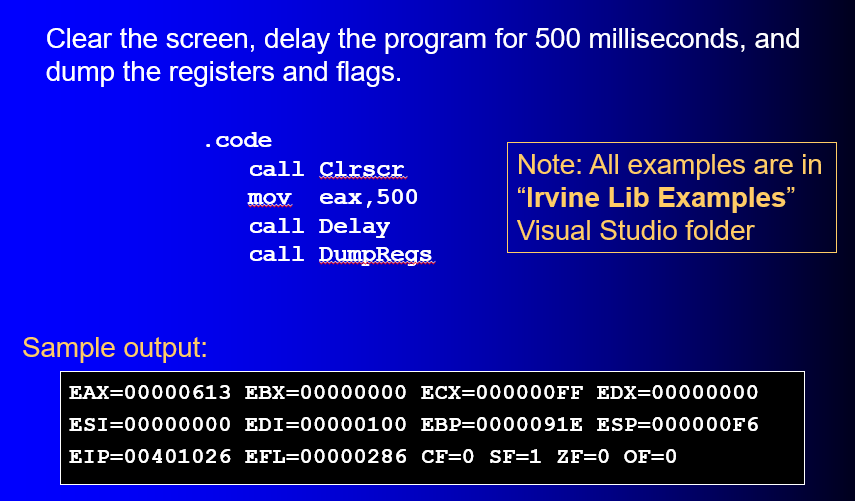 Clear the screen, delay the program for 500 milliseconds, and
dump the registers and flags.
.code
call Clrscr
mov eax,500
call Delay
call DumpRegs
Note: All examples are in
“Irvine Lib Examples”
Visual Studio folder
Sample output:
EAX=00000613 EBX=00000000 ECX=000000FF EDX=00000000
ESI=00000000 EDI=00000100 EBP=0000091E ESP=000000F6
EIP=00401026 EFL=00000286 CF=0 SF=1 ZF=0 OF=0